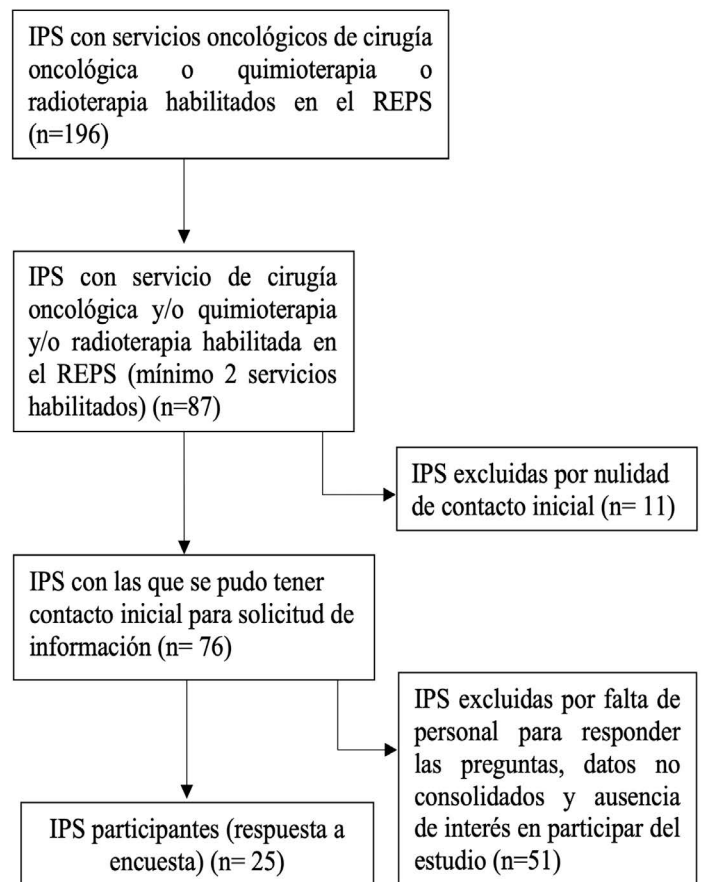 IPS con servicios oncológicos de cirugía
oncológica o quimioterapia o
radioterapia habilitados en el REPS
(n=196)
IPS con servicio de cirugía
oncológica y/o quimioterapia
y/o radioterapia habilitada en
el REPS (mínimo 2 servicios
habilitados) (n=87)
IPS excluidas por nulidad
de contacto inicial (n= 11)
IPS con las que se pudo tener
contacto inicial para solicitud de
información (n= 76)
IPS excluidas por falta de
personal para responder
las preguntas, datos no
consolidados y ausencia
de interés en participar del
estudio (n=51)
IPS participantes (respuesta a
encuesta) (n= 25)